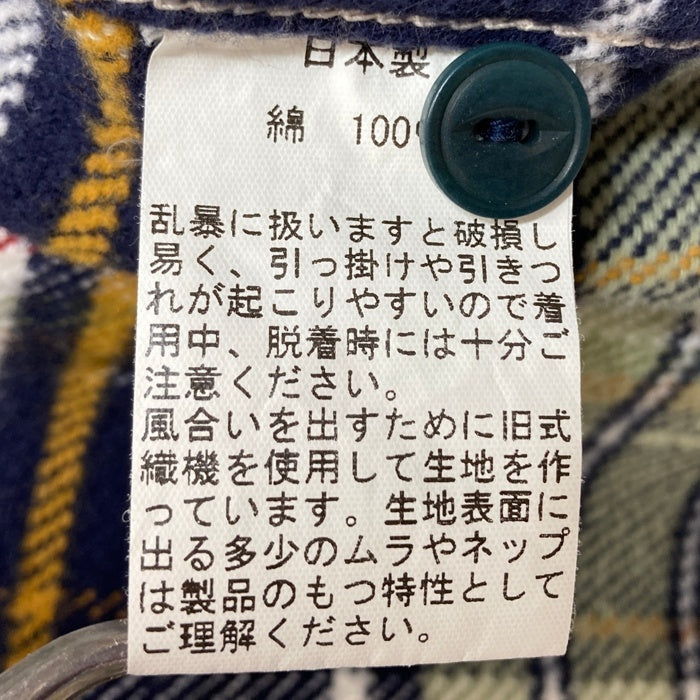 日本製
綿 100
乱暴に扱いますと破損し
易く、引っ掛けや引きつ
れが起こりやすいので着
用中、脱着時には十分ご
注意ください。
風合いを出すために旧式
織機を使用して生地を作
っています。生地表面に
出る多少のムラやネップ
は製品のもつ特性として
ご理解ください。